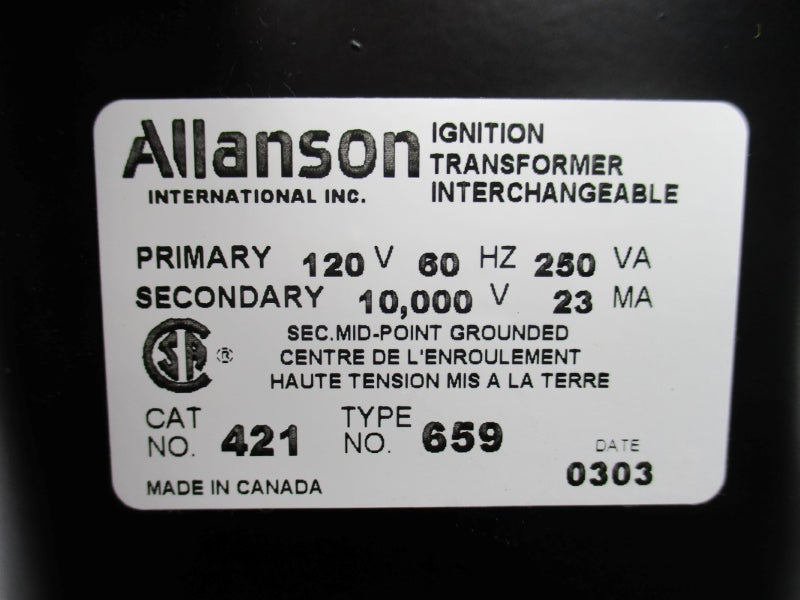 Allanson
INTERNATIONAL INC.
IGNITION
TRANSFORMER
INTERCHANGEABLE
PRIMARY 120 V 60 HZ 250 VA
SECONDARY 10,000 V 23 MA
SA ®
SEC.MID-POINT GROUNDED
CENTRE DE L'ENROULEMENT
HAUTE TENSION MIS A LA TERRE
CAT NO. 421 TYPE NO. 659
DATE
0303
MADE IN CANADA